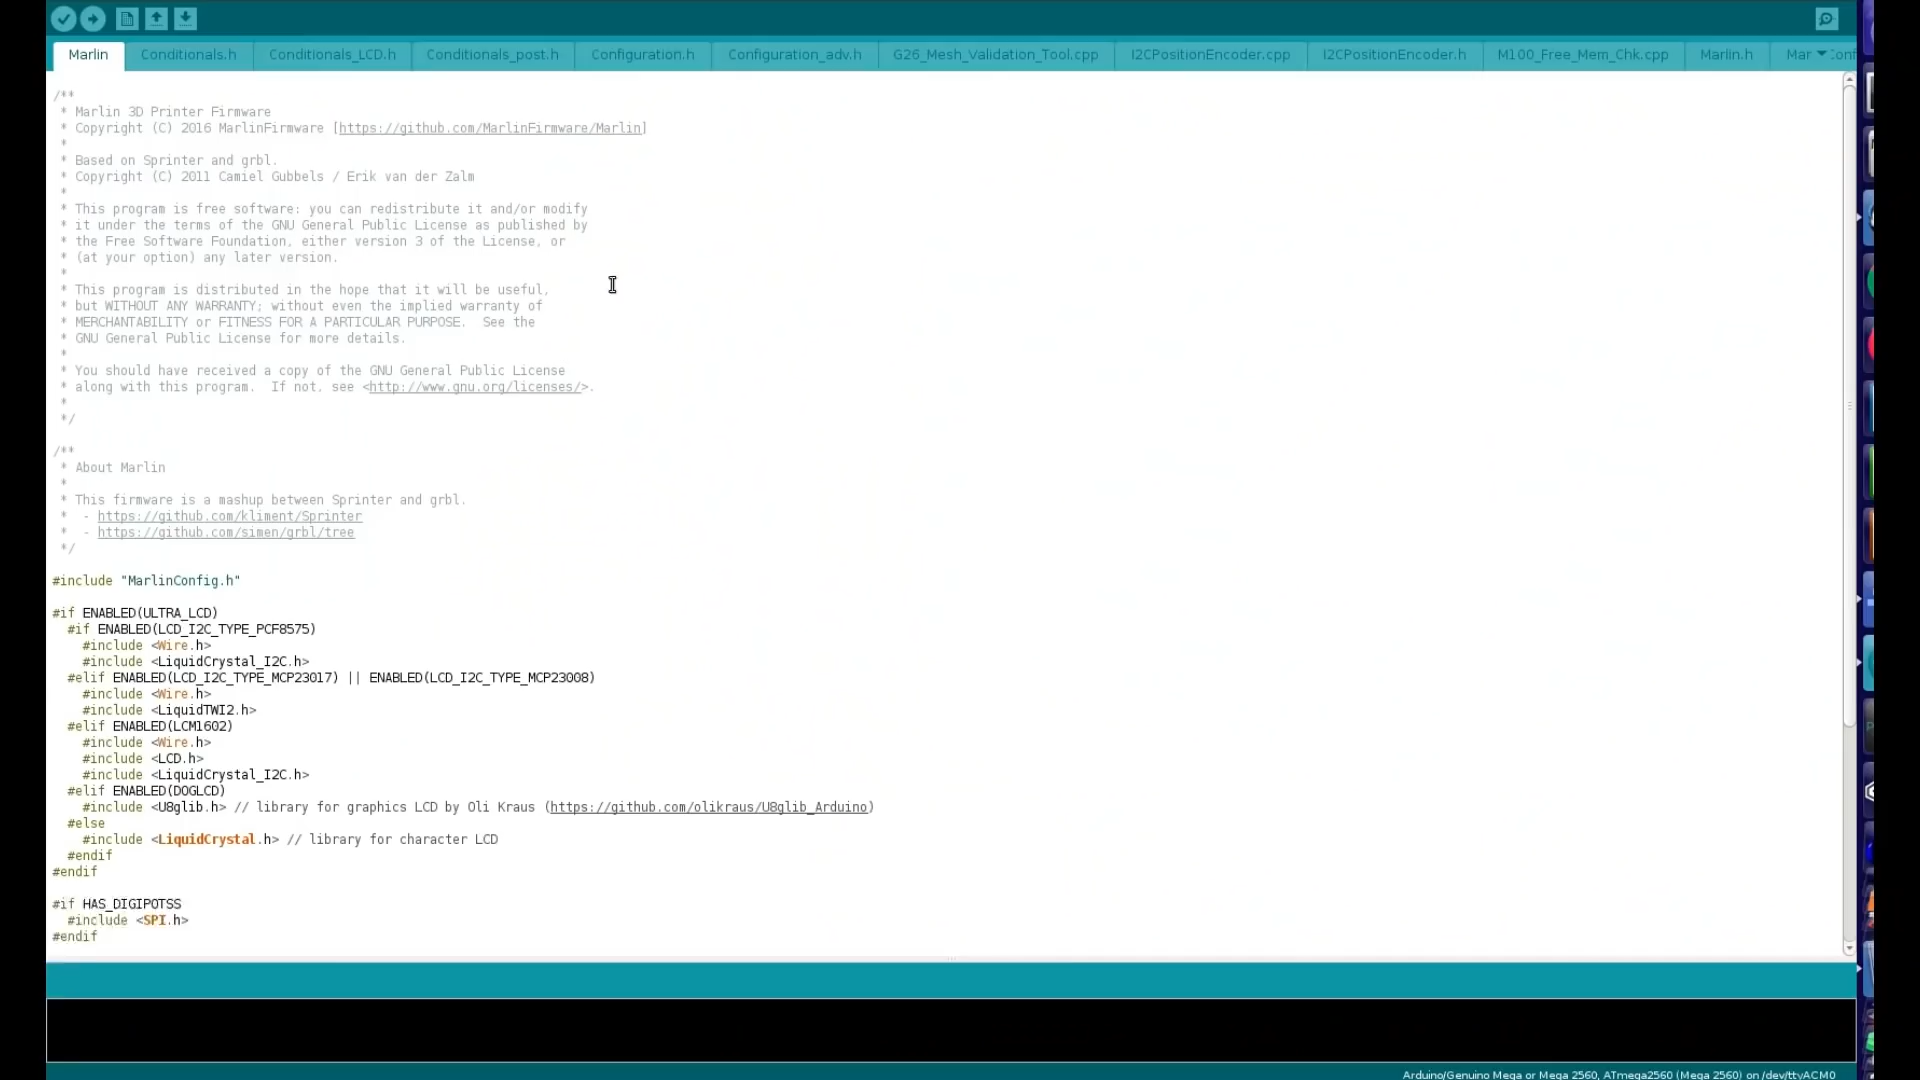 Marlin Conditionals.h Conditionals_LCD.h Conditionals_post.h Configuration.h Configuration_adv.h G26_Mesh_Validation_Tool.cpp I2CPositionEncoder.cpp I2CPositionEncoder.h M100_Free_Mem_Chk.cpp Marlin.h Mar
/**
 * Marlin 3D Printer Firmware
 * Copyright (C) 2016 MarlinFirmware [https://github.com/MarlinFirmware/Marlin]
 *
 * Based on Sprinter and grbl.
 * Copyright (C) 2011 Camiel Gubbels / Erik van der Zalm
 *
 * This program is free software: you can redistribute it and/or modify
 * it under the terms of the GNU General Public License as published by
 * the Free Software Foundation, either version 3 of the License, or
 * (at your option) any later version.
 *
 * This program is distributed in the hope that it will be useful,
 * but WITHOUT ANY WARRANTY; without even the implied warranty of
 * MERCHANTABILITY or FITNESS FOR A PARTICULAR PURPOSE.  See the
 * GNU General Public License for more details.
 *
 * You should have received a copy of the GNU General Public License
 * along with this program.  If not, see <http://www.gnu.org/licenses/>.
 *
 */
/**
 * About Marlin
 *
 * This firmware is a mashup between Sprinter and grbl.
 *  - https://github.com/kliment/Sprinter
 *  - https://github.com/simen/grbl/tree
 */
#include "MarlinConfig.h"
#if ENABLED(ULTRA_LCD)
  #if ENABLED(LCD_I2C_TYPE_PCF8575)
    #include <Wire.h>
    #include <LiquidCrystal_I2C.h>
  #elif ENABLED(LCD_I2C_TYPE_MCP23017) || ENABLED(LCD_I2C_TYPE_MCP23008)
    #include <Wire.h>
    #include <LiquidTWI2.h>
  #elif ENABLED(LCM1602)
    #include <Wire.h>
    #include <LCD.h>
    #include <LiquidCrystal_I2C.h>
  #elif ENABLED(DOGLCD)
    #include <U8glib.h> // library for graphics LCD by Oli Kraus (https://github.com/olikraus/U8glib_Arduino)
  #else
    #include <LiquidCrystal.h> // library for character LCD
  #endif
#endif
#if HAS_DIGIPOTSS
  #include <SPI.h>
#endif
Arduino/Genuino Mega or Mega 2560, ATmega2560 (Mega 2560) on /dev/ttyACM0